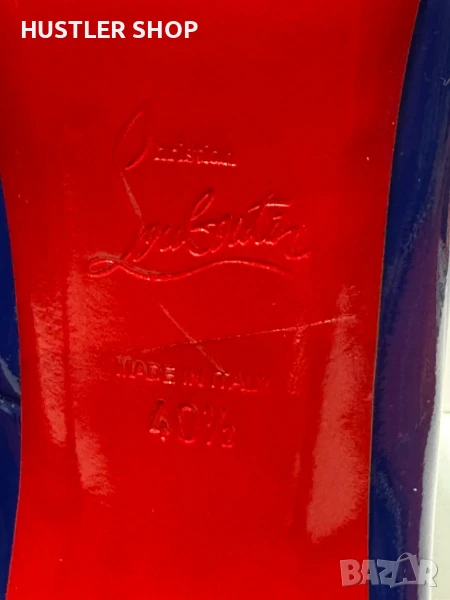 HUSTLER SHOP
Christian
Louboutin
MADE IN ITALY
40½
BAZAR